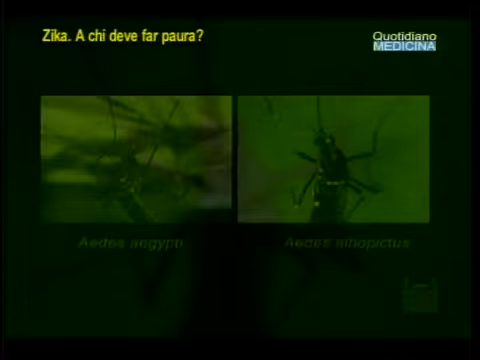 Zika. A chi deve far paura?
Quotidiano
MEDICINA
Aedes aegypti
Aedes albopictus